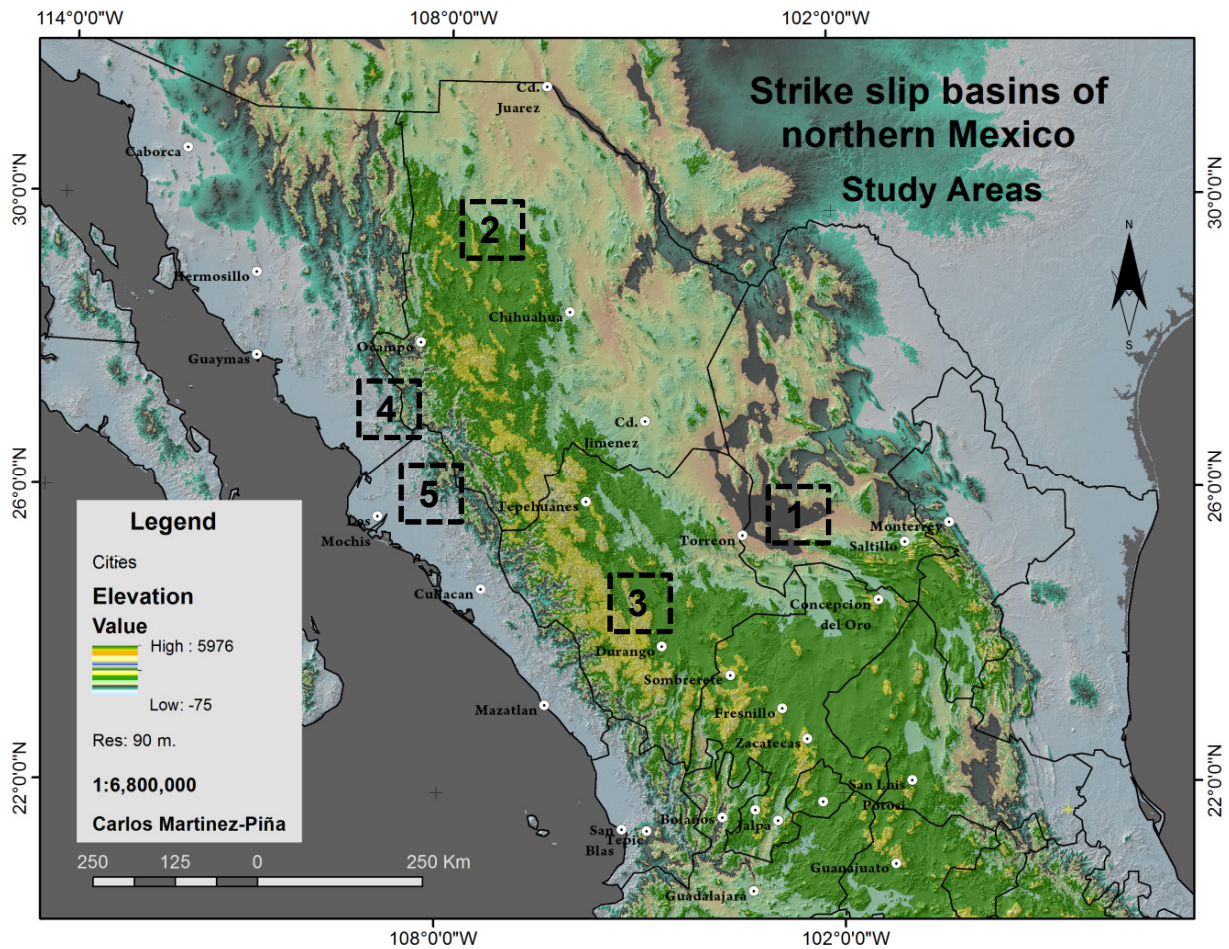 114°0'0"W
108°0'0"W
102°0'0"W
Strike slip basins of
northern Mexico
Study Areas
Cd.
Juarez
Caborca
30°0'0"N
30°0'0"N
2
N
S
Hermosillo
Chihuahua
Ocampo
Guaymas
4
Cd.
Jimenez
26°0'0"N
26°0'0"N
5
Tepehuanes
1
Monterrey
Los
Mochis
Torreon
Saltillo
Culiacan
3
Concepcion
del Oro
Durango
Sombrerete
Mazatlan
Fresnillo
Zacatecas
22°0'0"N
22°0'0"N
San Luis
Potosi
Bolaños
Jalpa
San
Blas
Tepic
Guanajuato
Guadalajara
Legend
Cities
Elevation
Value
High : 5976
Low: -75
Res: 90 m.
1:6,800,000
Carlos Martinez-Piña
250 125 0 250 Km
108°0'0"W
102°0'0"W